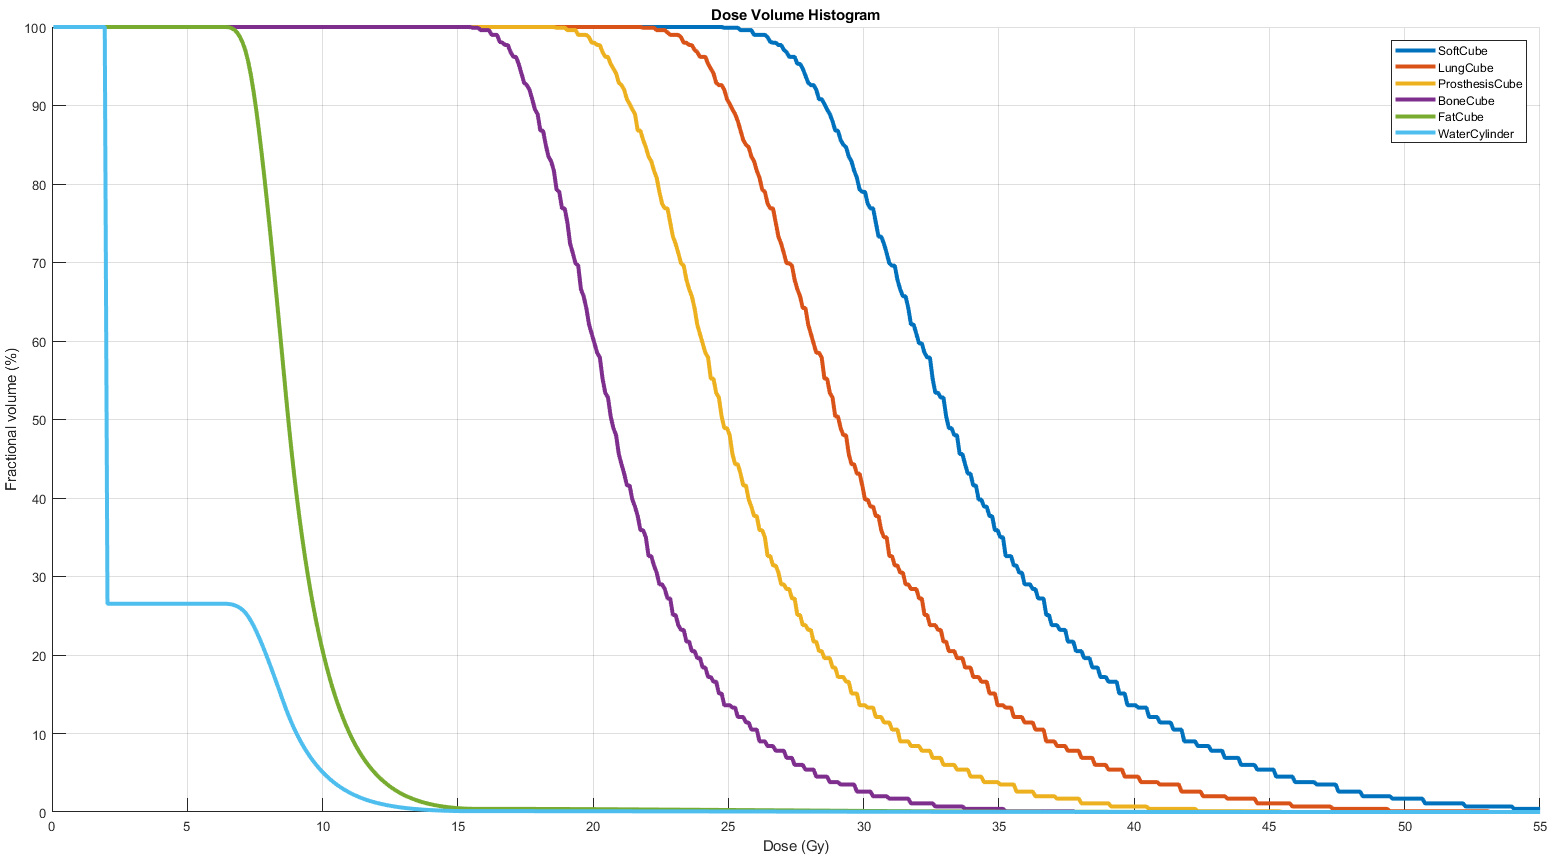 Dose Volume Histogram
100
90
80
70
60
50
40
30
20
10
0
Fractional volume (%)
SoftCube
LungCube
ProsthesisCube
BoneCube
FatCube
WaterCylinder
0 5 10 15 20 25 30 35 40 45 50 55
Dose (Gy)